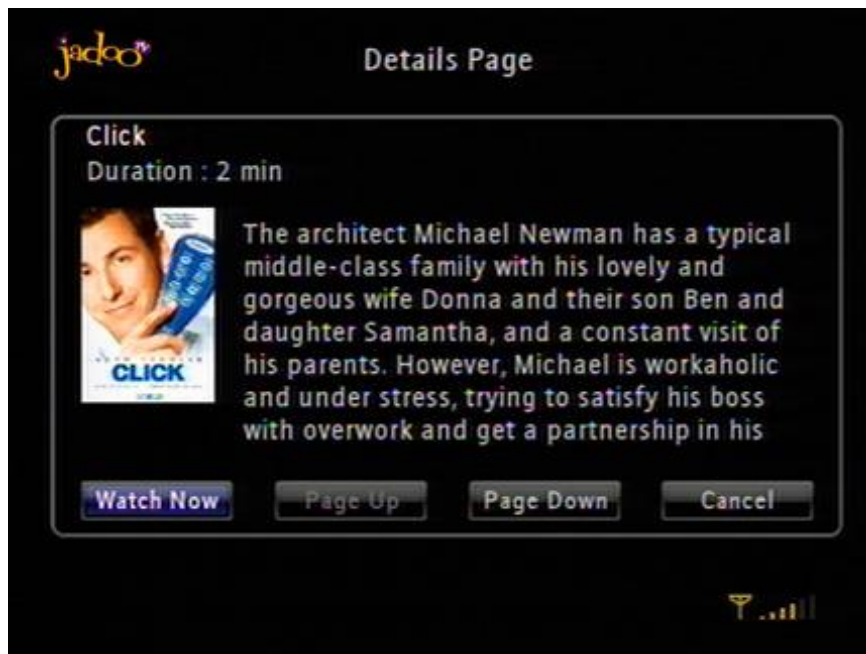 jadoo TV
Details Page
Click
Duration : 2 min
The architect Michael Newman has a typical
middle-class family with his lovely and
gorgeous wife Donna and their son Ben and
daughter Samantha, and a constant visit of
his parents. However, Michael is workaholic
and under stress, trying to satisfy his boss
with overwork and get a partnership in his
CLICK
Watch Now
Page Up
Page Down
Cancel